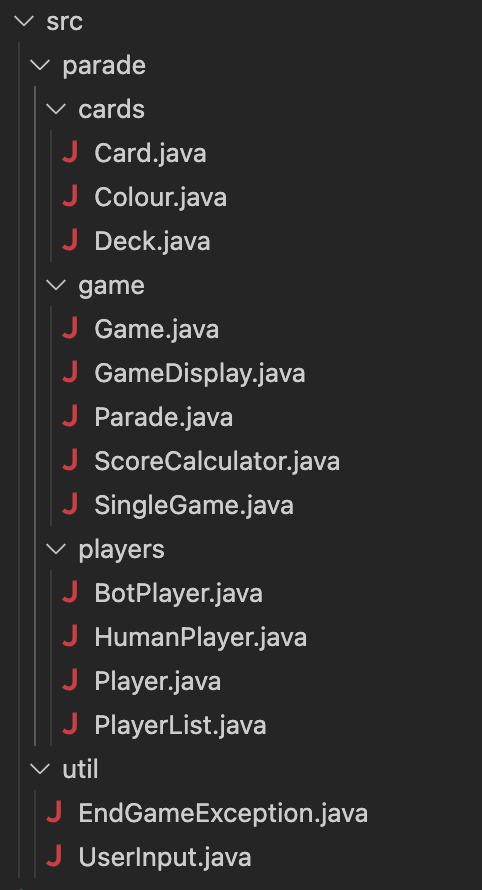 src
parade
cards
J Card.java
J Colour.java
J Deck.java
game
J Game.java
J GameDisplay.java
J Parade.java
J ScoreCalculator.java
J SingleGame.java
players
J BotPlayer.java
J HumanPlayer.java
J Player.java
J PlayerList.java
util
J EndGameException.java
J UserInput.java